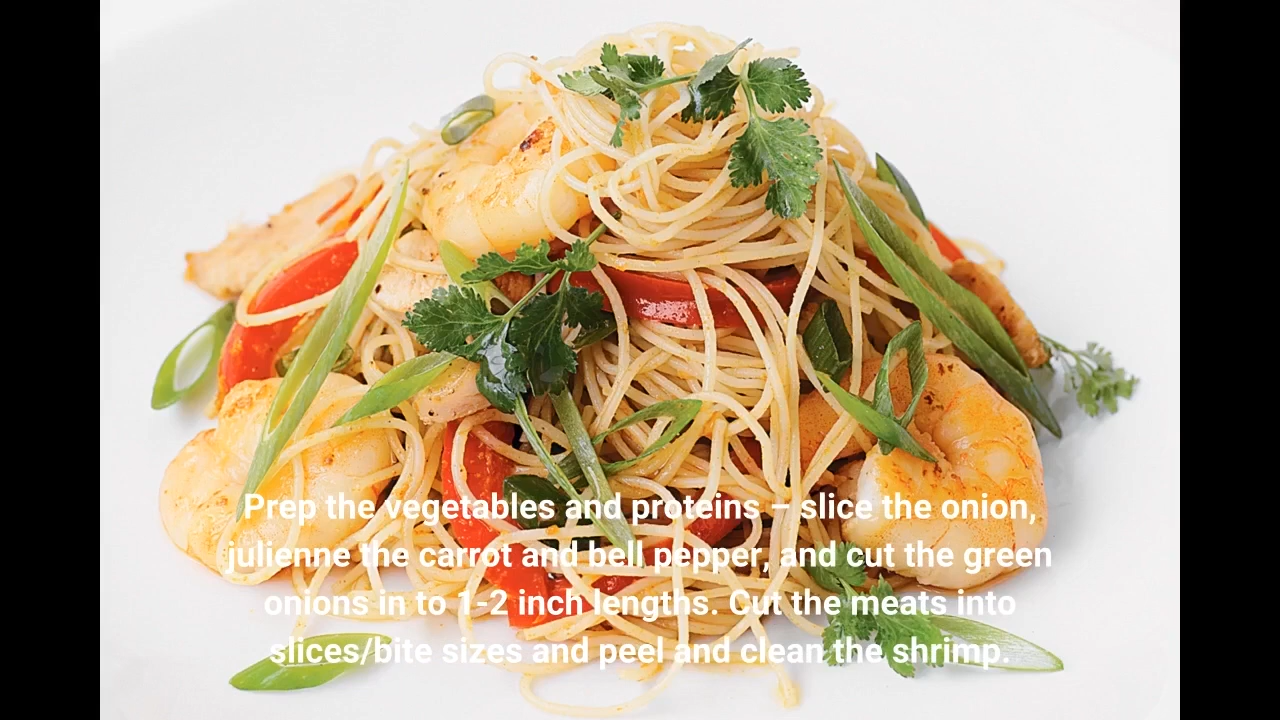 Prep the vegetables and proteins – slice the onion,
julienne the carrot and bell pepper, and cut the green
onions in to 1-2 inch lengths. Cut the meats into
slices/bite sizes and peel and clean the shrimp.